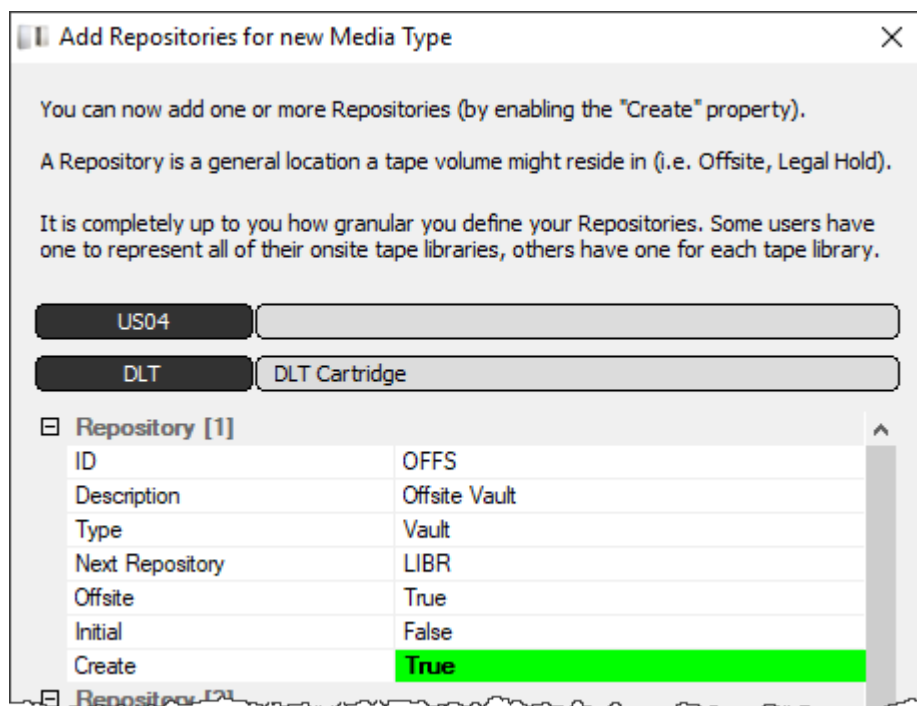 Add Repositories for new Media Type
You can now add one or more Repositories (by enabling the "Create" property).
A Repository is a general location a tape volume might reside in (i.e. Offsite, Legal Hold).
It is completely up to you how granular you define your Repositories. Some users have
one to represent all of their onsite tape libraries, others have one for each tape library.
US04
DLT DLT Cartridge
Repository [1]
ID OFFS
Description Offsite Vault
Type Vault
Next Repository LIBR
Offsite True
Initial False
Create True
Repository [2]